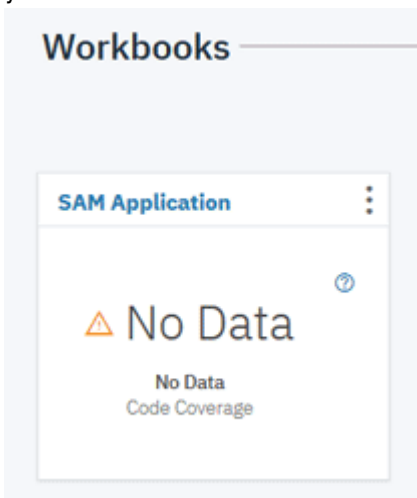 Workbooks
SAM Application
No Data
No Data
Code Coverage